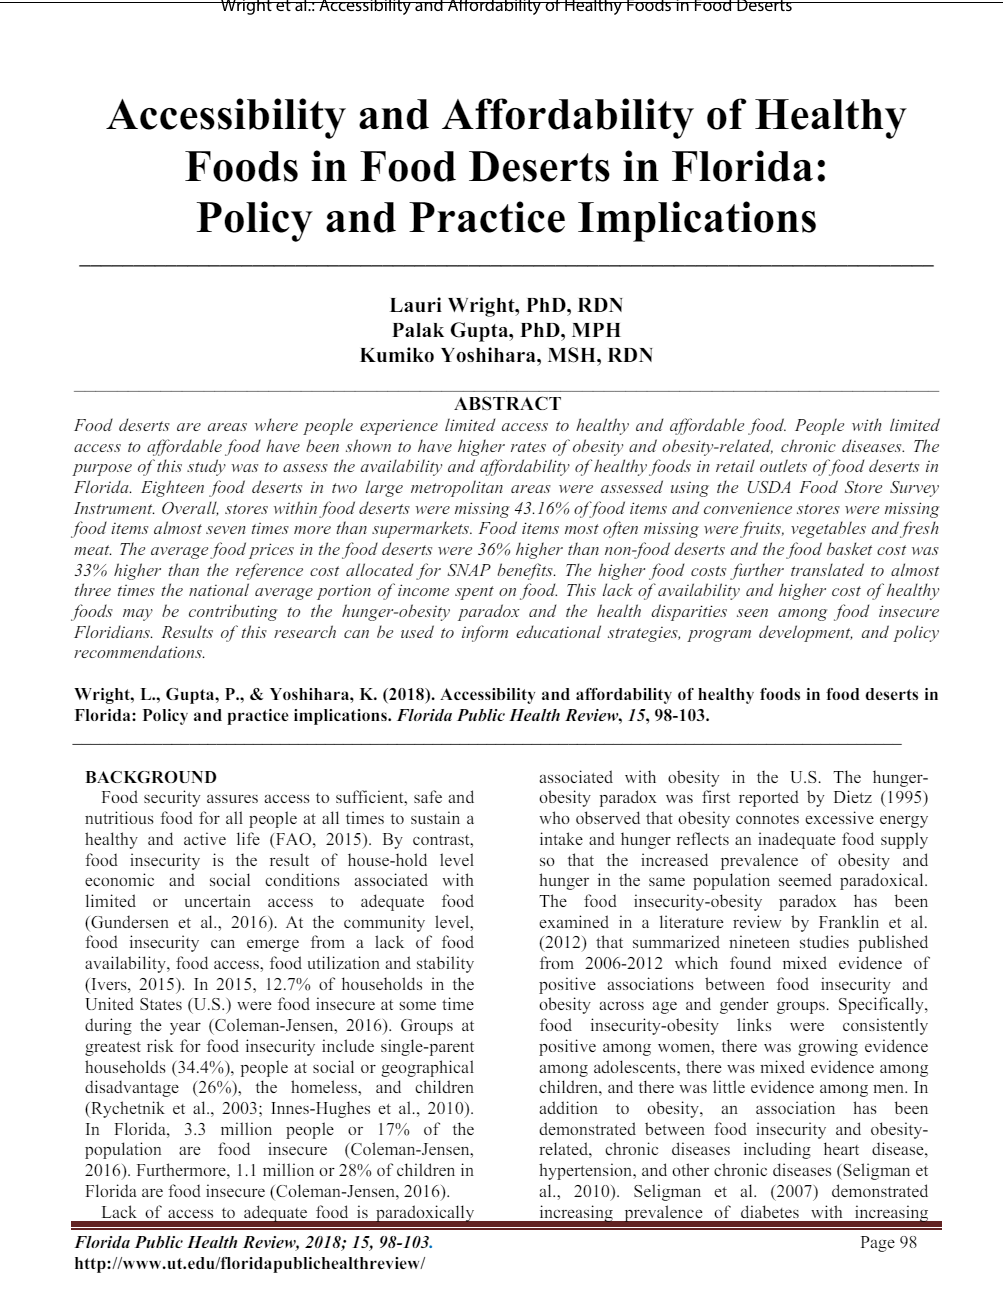 Wright et al.: Accessibility and Affordability of Healthy Foods in Food Deserts
Accessibility and Affordability of Healthy
Foods in Food Deserts in Florida:
Policy and Practice Implications
Lauri Wright, PhD, RDN
Palak Gupta, PhD, MPH
Kumiko Yoshihara, MSH, RDN
ABSTRACT
Food deserts are areas where people experience limited access to healthy and affordable food. People with limited
access to affordable food have been shown to have higher rates of obesity and obesity-related, chronic diseases. The
purpose of this study was to assess the availability and affordability of healthy foods in retail outlets of food deserts in
Florida. Eighteen food deserts in two large metropolitan areas were assessed using the USDA Food Store Survey
Instrument. Overall, stores within food deserts were missing 43.16% of food items and convenience stores were missing
food items almost seven times more than supermarkets. Food items most often missing were fruits, vegetables and fresh
meat. The average food prices in the food deserts were 36% higher than non-food deserts and the food basket cost was
33% higher than the reference cost allocated for SNAP benefits. The higher food costs further translated to almost
three times the national average portion of income spent on food. This lack of availability and higher cost of healthy
foods may be contributing to the hunger-obesity paradox and the health disparities seen among food insecure
Floridians. Results of this research can be used to inform educational strategies, program development, and policy
recommendations.
Wright, L., Gupta, P., & Yoshihara, K. (2018). Accessibility and affordability of healthy foods in food deserts in
Florida: Policy and practice implications. Florida Public Health Review, 15, 98-103.
BACKGROUND
Food security assures access to sufficient, safe and
nutritious food for all people at all times to sustain a
healthy and active life (FAO, 2015). By contrast,
food insecurity is the result of house-hold level
economic and social conditions associated with
limited or uncertain access to adequate food
(Gundersen et al., 2016). At the community level,
food insecurity can emerge from a lack of food
availability, food access, food utilization and stability
(Ivers, 2015). In 2015, 12.7% of households in the
United States (U.S.) were food insecure at some time
during the year (Coleman-Jensen, 2016). Groups at
greatest risk for food insecurity include single-parent
households (34.4%), people at social or geographical
disadvantage (26%), the homeless, and children
(Rychetnik et al., 2003; Innes-Hughes et al., 2010).
In Florida, 3.3 million people or 17% of the
population are food insecure (Coleman-Jensen,
2016). Furthermore, 1.1 million or 28% of children in
Florida are food insecure (Coleman-Jensen, 2016).
Lack of access to adequate food is paradoxically
associated with obesity in the U.S. The hunger-
obesity paradox was first reported by Dietz (1995)
who observed that obesity connotes excessive energy
intake and hunger reflects an inadequate food supply
so that the increased prevalence of obesity and
hunger in the same population seemed paradoxical.
The food insecurity-obesity paradox has been
examined in a literature review by Franklin et al.
(2012) that summarized nineteen studies published
from 2006-2012 which found mixed evidence of
positive associations between food insecurity and
obesity across age and gender groups. Specifically,
food insecurity-obesity links were consistently
positive among women, there was growing evidence
among adolescents, there was mixed evidence among
children, and there was little evidence among men. In
addition to obesity, an association has been
demonstrated between food insecurity and obesity-
related, chronic diseases including heart disease,
hypertension, and other chronic diseases (Seligman et
al., 2010). Seligman et al. (2007) demonstrated
increasing prevalence of diabetes with increasing
Florida Public Health Review, 2018; 15, 98-103.
Page 98
http://www.ut.edu/floridapublichealthreview/